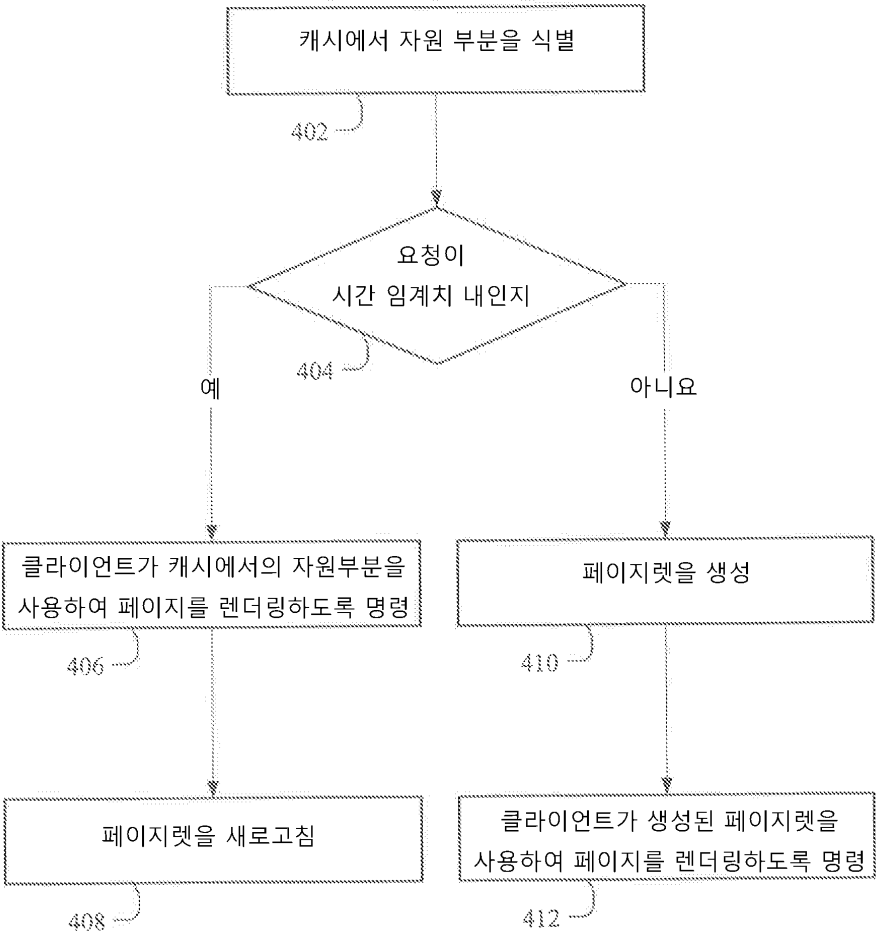 캐시에서 자원 부분을 식별
402
요청이
시간 임계치 내인지
404
예
아니요
클라이언트가 캐시에서의 자원부분을
사용하여 페이지를 렌더링하도록 명령
406
페이지렛을 생성
410
페이지렛을 새로고침
408
클라이언트가 생성된 페이지렛을
사용하여 페이지를 렌더링하도록 명령
412